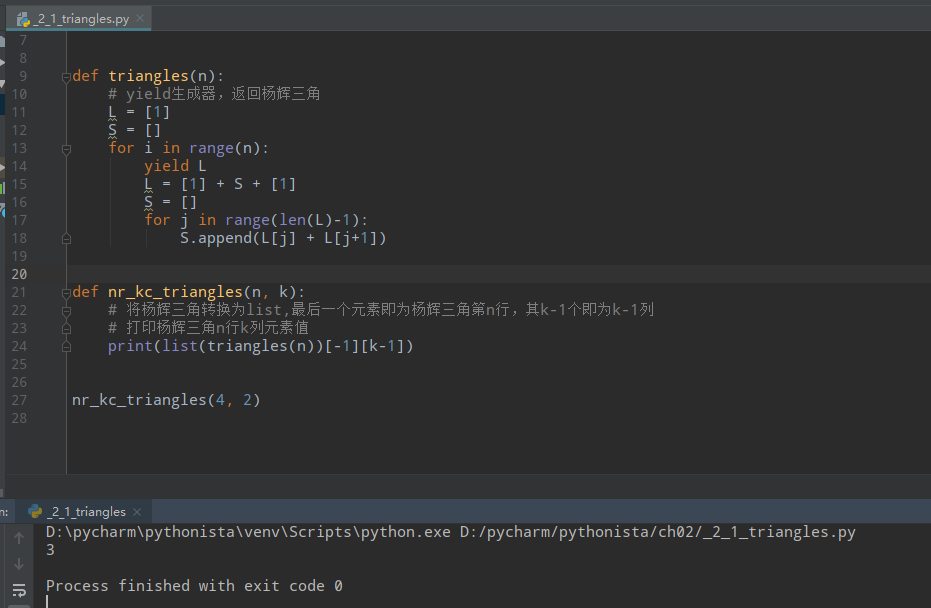 _2_1_triangles.py ×
7
8
9 def triangles(n):
10 # yield生成器，返回杨辉三角
11 L = [1]
12 S = []
13 for i in range(n):
14 yield L
15 L = [1] + S + [1]
16 S = []
17 for j in range(len(L)-1):
18 S.append(L[j] + L[j+1])
19
20
21 def nr_kc_triangles(n, k):
22 # 将杨辉三角转换为list,最后一个元素即为杨辉三角第n行，其k-1个即为k-1列
23 # 打印杨辉三角n行k列元素值
24 print(list(triangles(n))[-1][k-1])
25
26
27 nr_kc_triangles(4, 2)
28
n: _2_1_triangles ×
D:\pycharm\pythonista\venv\Scripts\python.exe D:/pycharm/pythonista/ch02/_2_1_triangles.py
3
Process finished with exit code 0